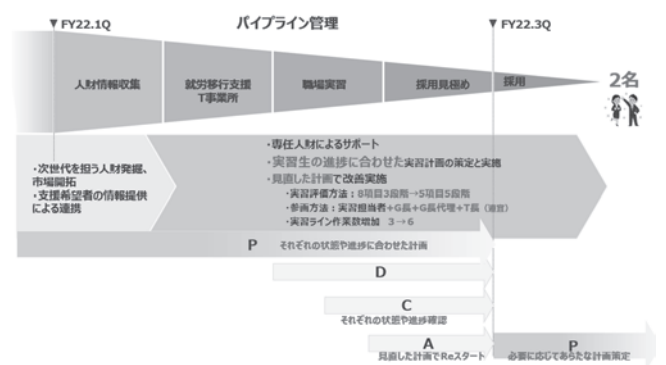 パイプライン管理
▼ FY22.1Q
▼ FY22.3Q
人財情報収集
就労移行支援
T事業所
職場実習
採用見極め
採用
2名
・次世代を担う人財発掘、
市場開拓
・支援希望者の情報提供
による連携
・専任人財によるサポート
・実習生の進捗に合わせた実習計画の策定と実施
・見直した計画で改善実施
・実習評価方法：8項目3段階→5項目5段階
・参画方法：実習担当者+G長+G長代理+T長（直営）
・実習ライン作業数増加 3→6
P それぞれの状態や進捗に合わせた計画
D
C
それぞれの状態や進捗確認
A
見直した計画でReスタート
P
必要に応じてあらたな計画策定